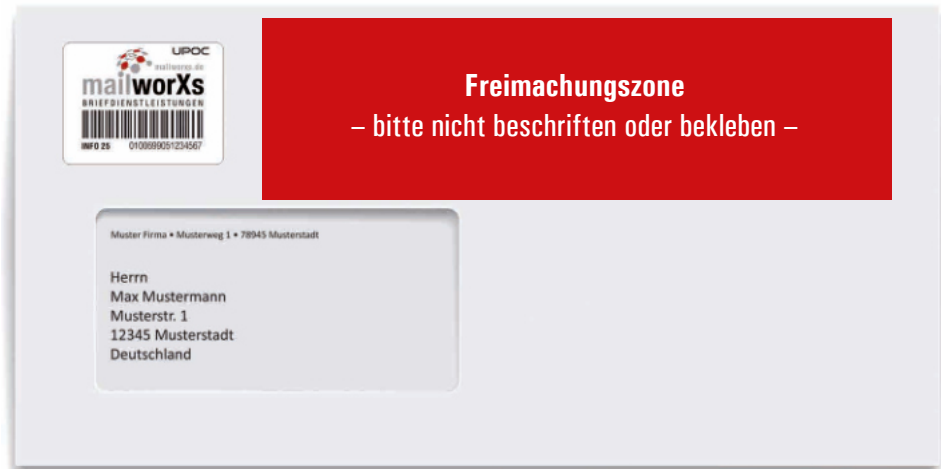 UPOC
mailworxs.de
mailworXs
BRIEFDIENSTLEISTUNGEN
INFO 25 0108699051234567
Freimachungszone
– bitte nicht beschriften oder bekleben –
Muster Firma • Musterweg 1 • 78945 Musterstadt
Herrn
Max Mustermann
Musterstr. 1
12345 Musterstadt
Deutschland